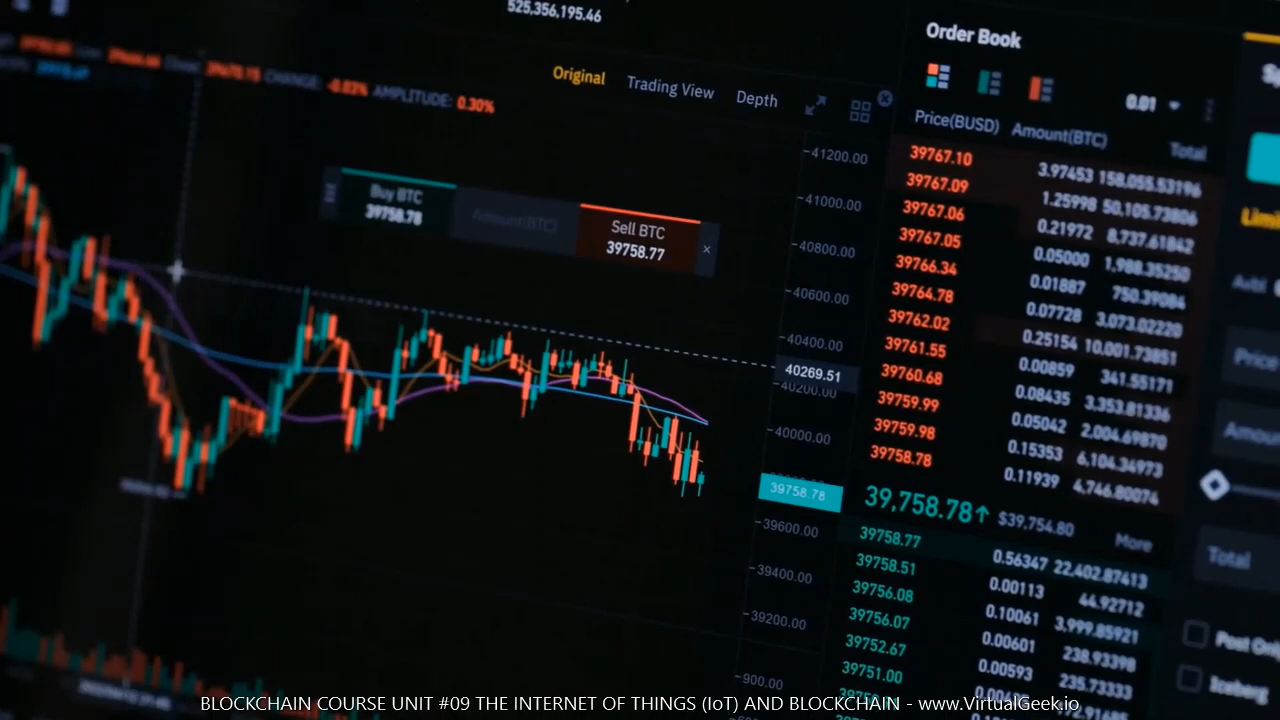 525,356,195.46
CHANGE: -0.03% AMPLITUDE: 0.30%
Original Trading View Depth
Buy BTC
39758.78
Amount(BTC)
Sell BTC
39758.77
×
41200.00
41000.00
40800.00
40600.00
40400.00
40269.51
40200.00
40000.00
39758.78
39600.00
39400.00
39200.00
900.00
Order Book
0.01
Price(BUSD) Amount(BTC) Total
39767.10 3.97453 158,055.53196
39767.09 1.25998 50,105.73806
39767.06 0.21972 8,737.61842
39767.05 0.05000 1,988.35250
39766.34 0.01887 750.39084
39764.78 0.07728 3,073.02220
39762.02 0.25154 10,001.73851
39761.55 0.00859 341.55171
39760.68 0.08435 3,353.81336
39759.99 0.05042 2,004.69870
39759.98 0.15353 6,104.34973
39758.78 0.11939 4,746.80074
39,758.78↑ $39,754.80 More
39758.77 0.56347 22,402.87413
39758.51 0.00113 44.92712
39756.08 0.10061 3,999.85921
39756.07 0.00601 238.93398
39752.67 0.00593 235.73333
39751.00
Price
Total
Post Onl
Iceberg
BLOCKCHAIN COURSE UNIT #09 THE INTERNET OF THINGS (IoT) AND BLOCKCHAIN - www.VirtualGeek.io